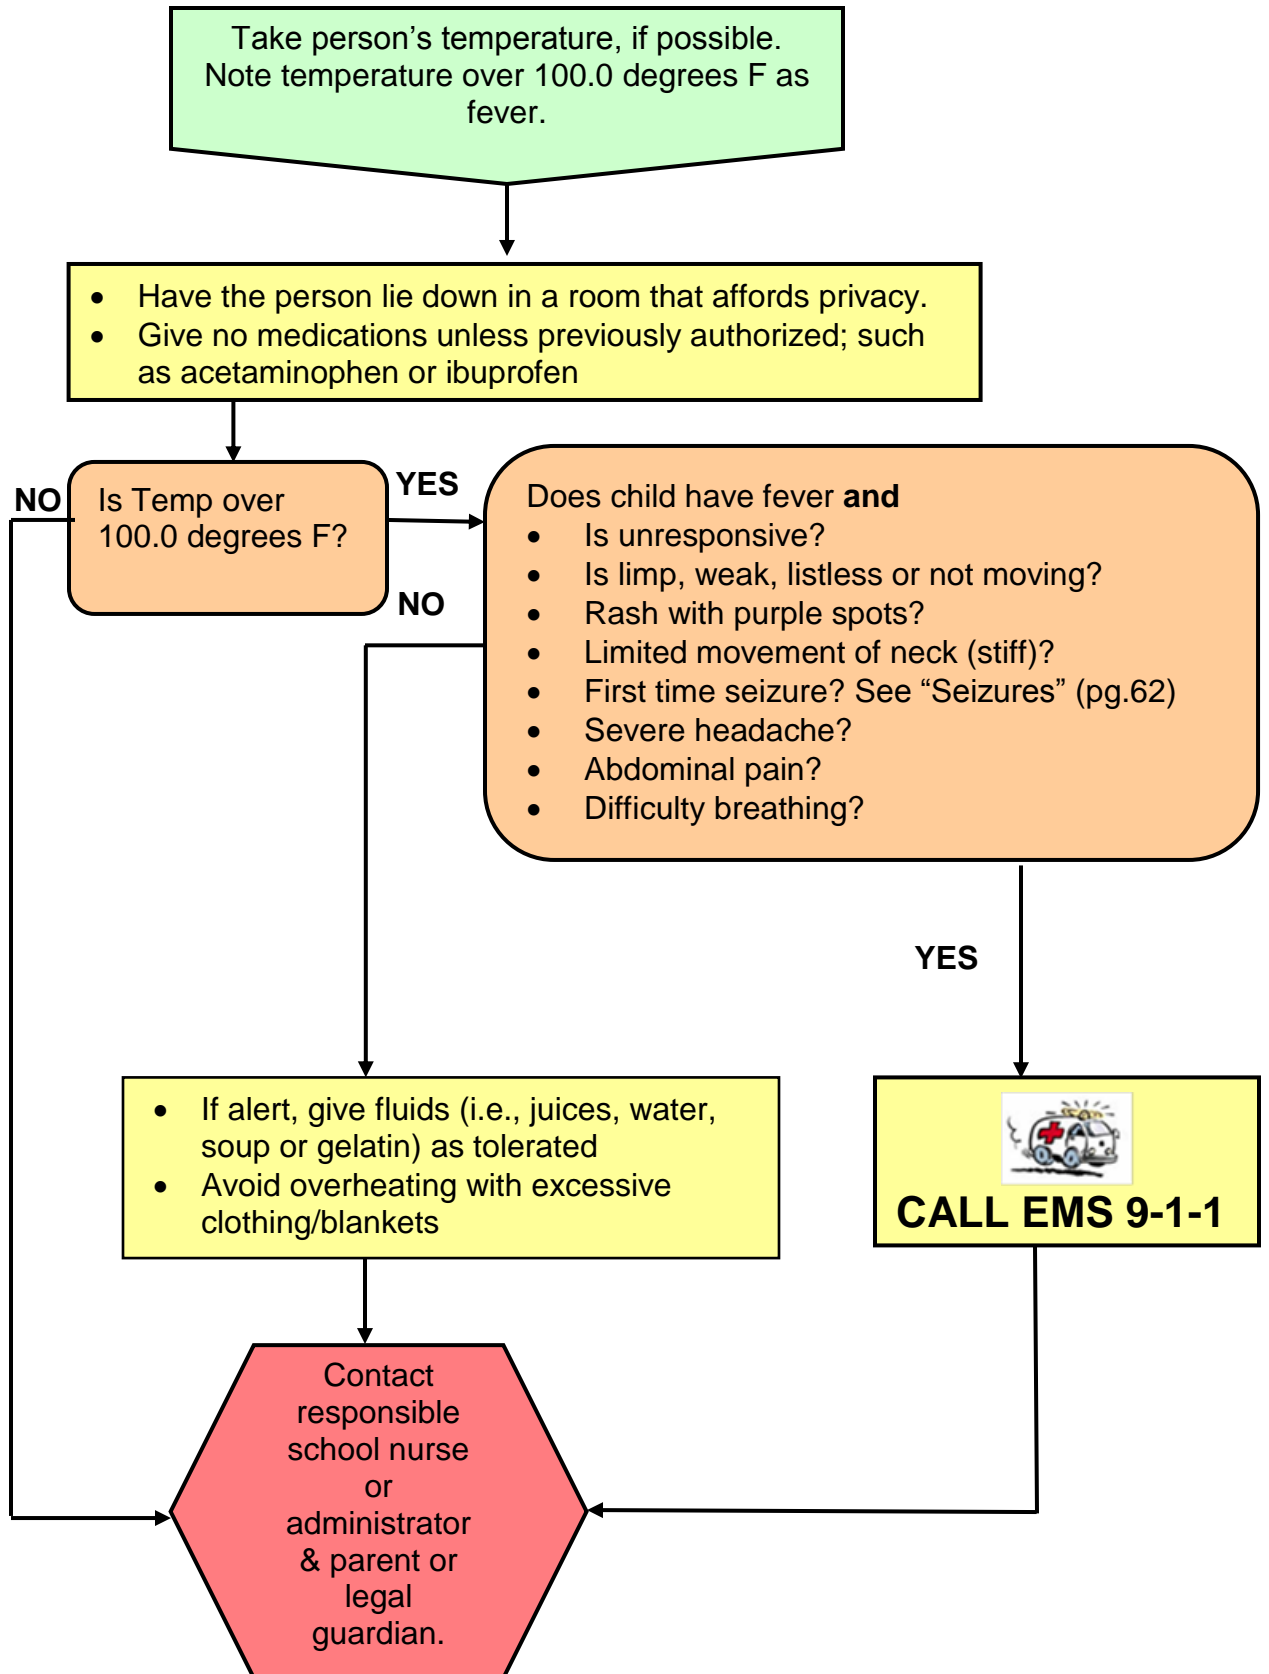 Take person’s temperature, if possible.
Note temperature over 100.0 degrees F as
fever.
• Have the person lie down in a room that affords privacy.
• Give no medications unless previously authorized; such
as acetaminophen or ibuprofen
NO
Is Temp over
100.0 degrees F?
YES
NO
Does child have fever and
• Is unresponsive?
• Is limp, weak, listless or not moving?
• Rash with purple spots?
• Limited movement of neck (stiff)?
• First time seizure? See “Seizures” (pg.62)
• Severe headache?
• Abdominal pain?
• Difficulty breathing?
YES
• If alert, give fluids (i.e., juices, water,
soup or gelatin) as tolerated
• Avoid overheating with excessive
clothing/blankets
CALL EMS 9-1-1
Contact
responsible
school nurse
or
administrator
& parent or
legal
guardian.